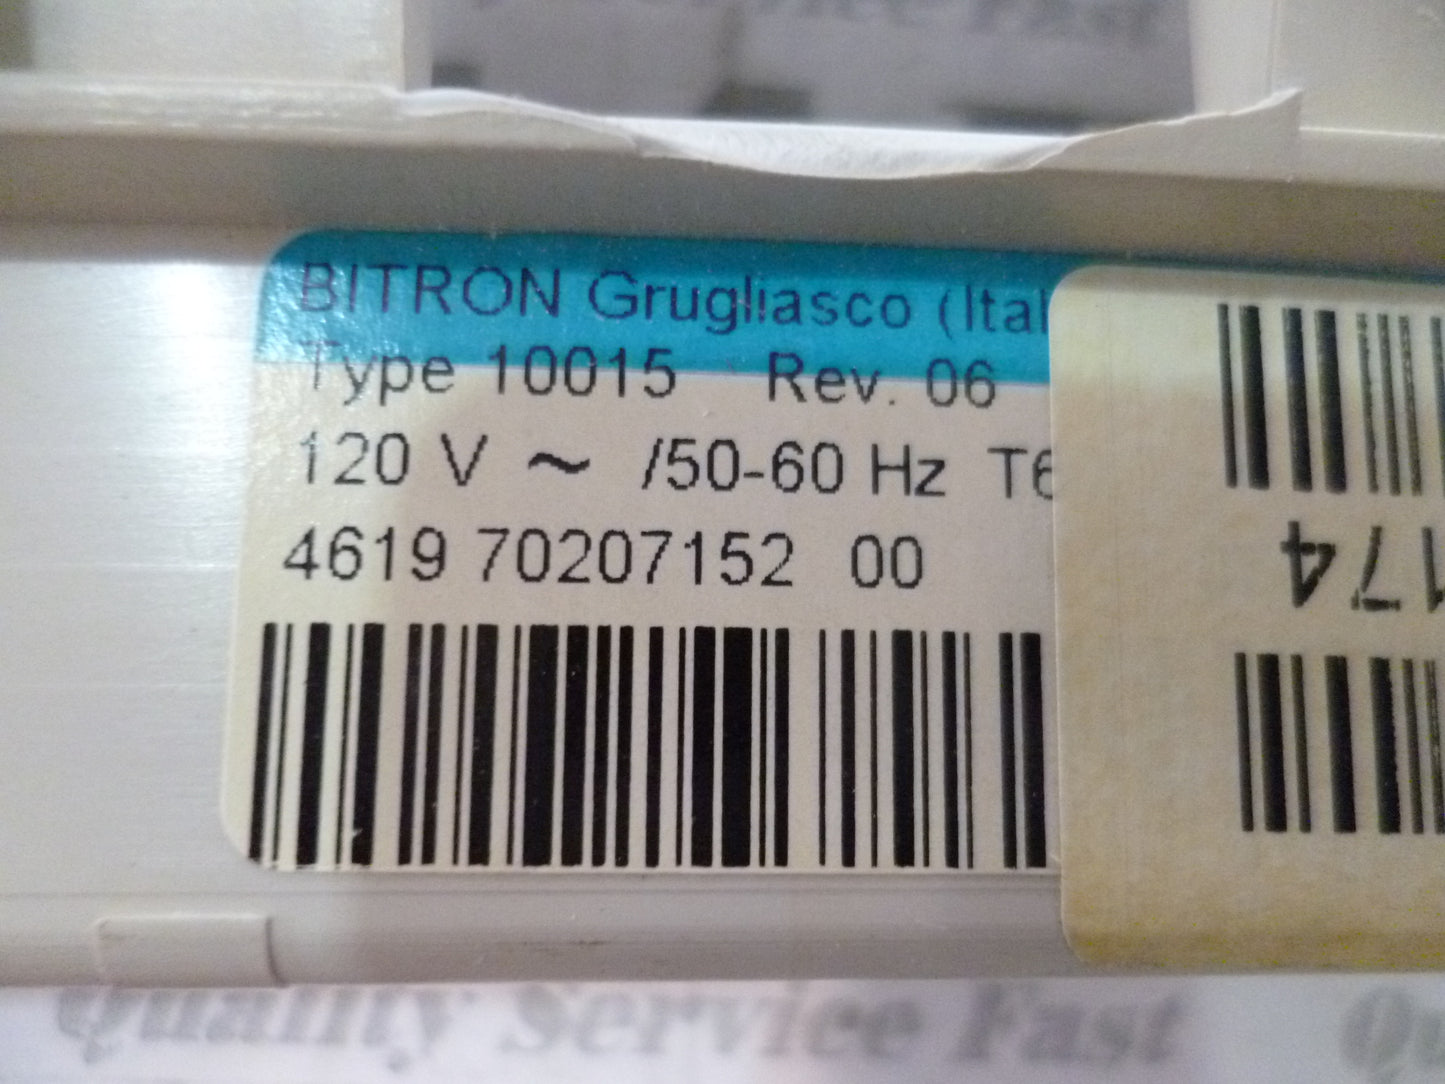 BITRON Grugliasco (Ital
Type 10015 Rev. 06
120 V ~ /50-60 Hz T6
4619 70207152 00
174
Quality Service Fast